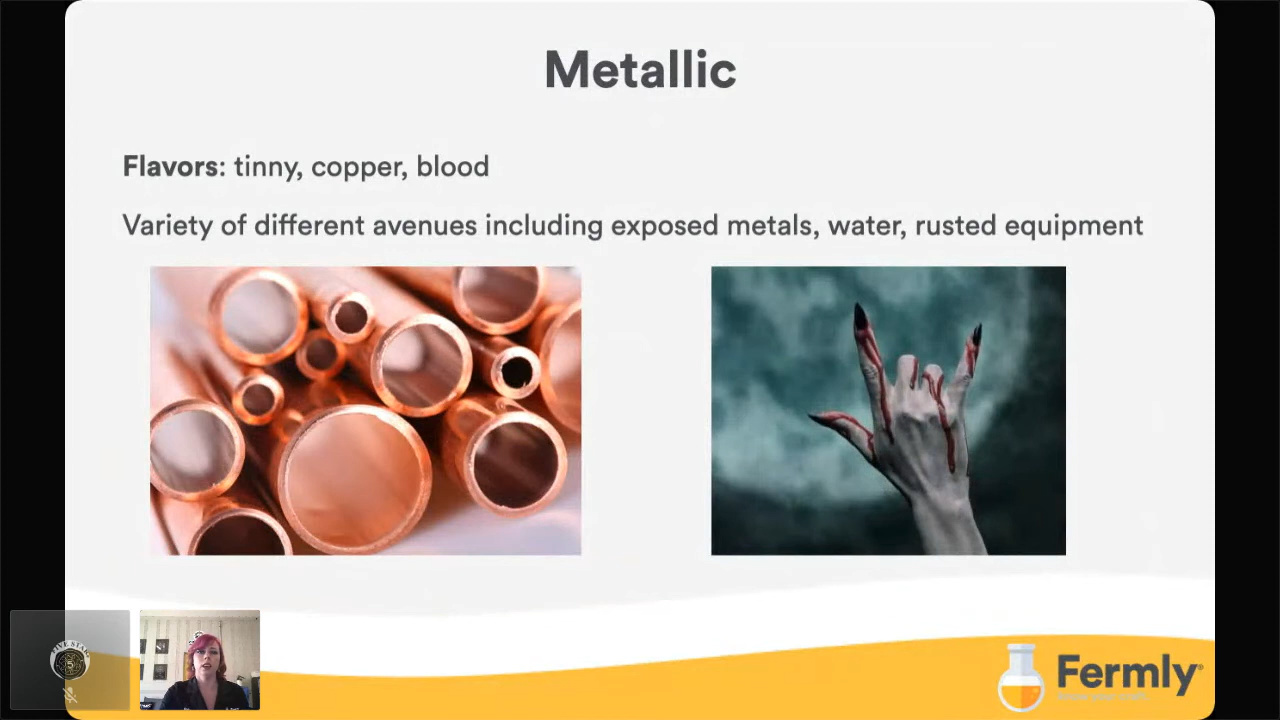 Metallic
Flavors: tinny, copper, blood
Variety of different avenues including exposed metals, water, rusted equipment
Fermly®